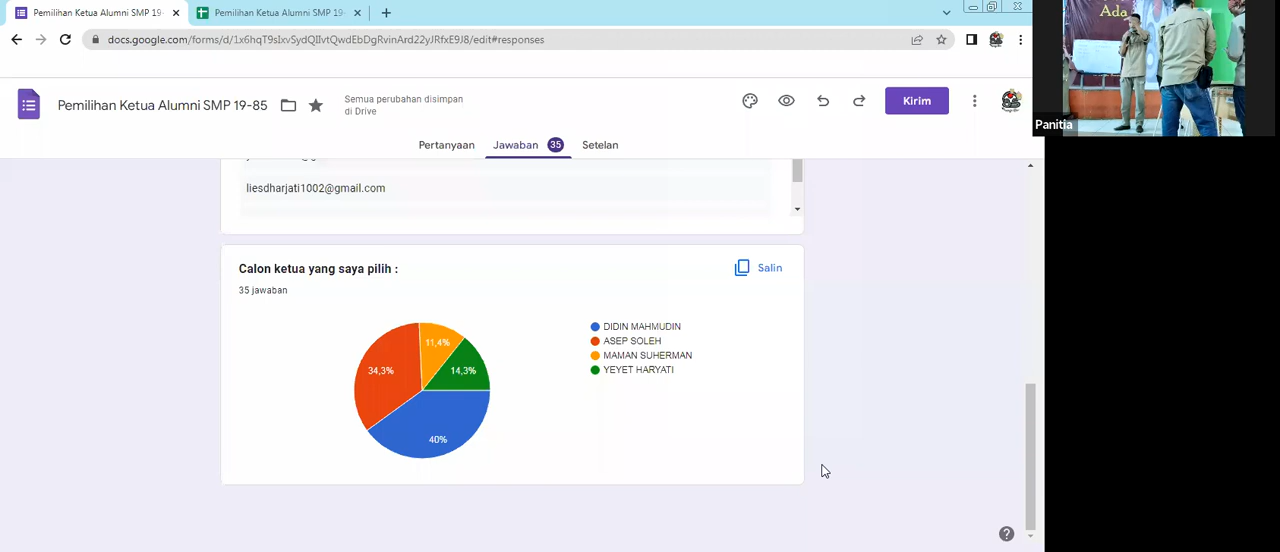 Pemilihan Ketua Alumni SMP 19-
Pemilihan Ketua Alumni SMP 19-
docs.google.com/forms/d/1x6hqT9sIxvSydQIIvtQwdEbDgRvinArd22yJRfxE9J8/edit#responses
Ada
Panitia
Pemilihan Ketua Alumni SMP 19-85
Semua perubahan disimpan
di Drive
Kirim
Pertanyaan
Jawaban 35
Setelan
liesdharjati1002@gmail.com
Calon ketua yang saya pilih :
Salin
35 jawaban
DIDIN MAHMUDIN
ASEP SOLEH
MAMAN SUHERMAN
YEYET HARYATI
11,4%
34,3%
14,3%
40%